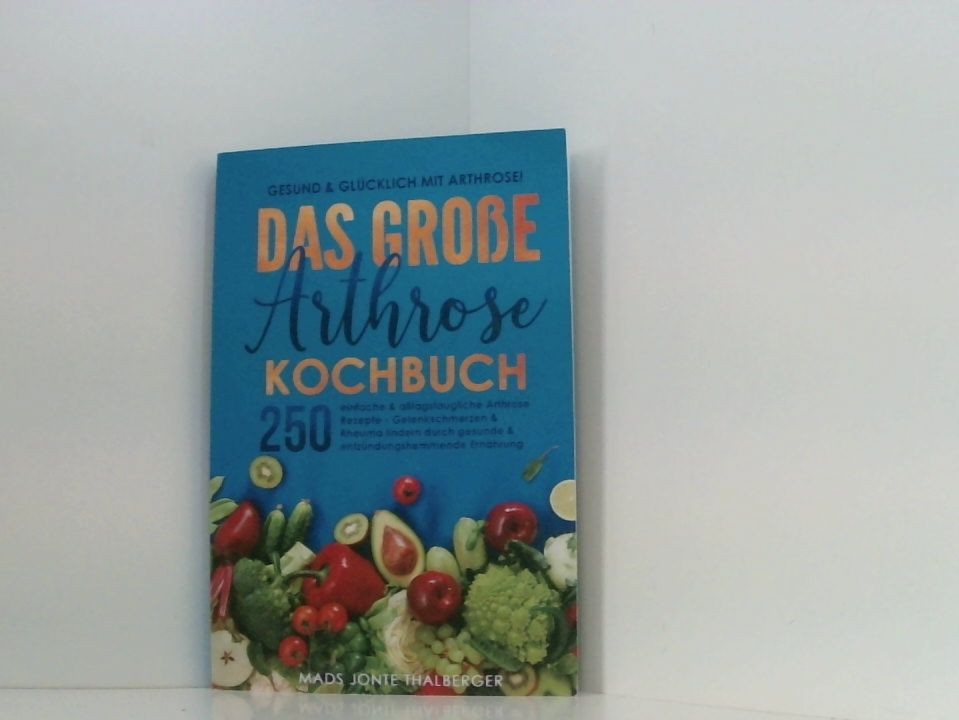 GESUND & GLÜCKLICH MIT ARTHROSE!
DAS GROßE
Arthrose
KOCHBUCH
250
einfache & alltagstaugliche Arthrose
Rezepte - Gelenkschmerzen &
Rheuma lindern durch gesunde &
entzündungshemmende Ernährung
MADS JONTE THALBERGER